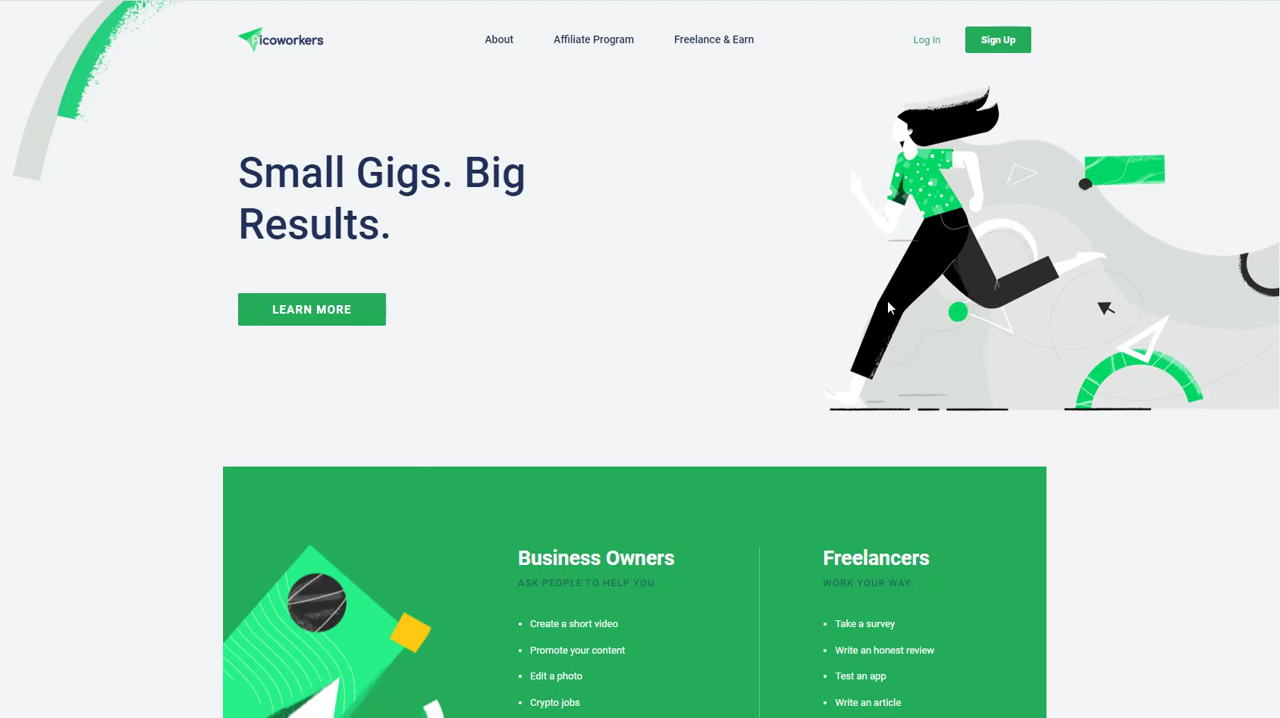 Picoworkers
About
Affiliate Program
Freelance & Earn
Log In
Sign Up
Small Gigs. Big
Results.
LEARN MORE
Business Owners
ASK PEOPLE TO HELP YOU:
• Create a short video
• Promote your content
• Edit a photo
• Crypto jobs
Freelancers
WORK YOUR WAY:
• Take a survey
• Write an honest review
• Test an app
• Write an article